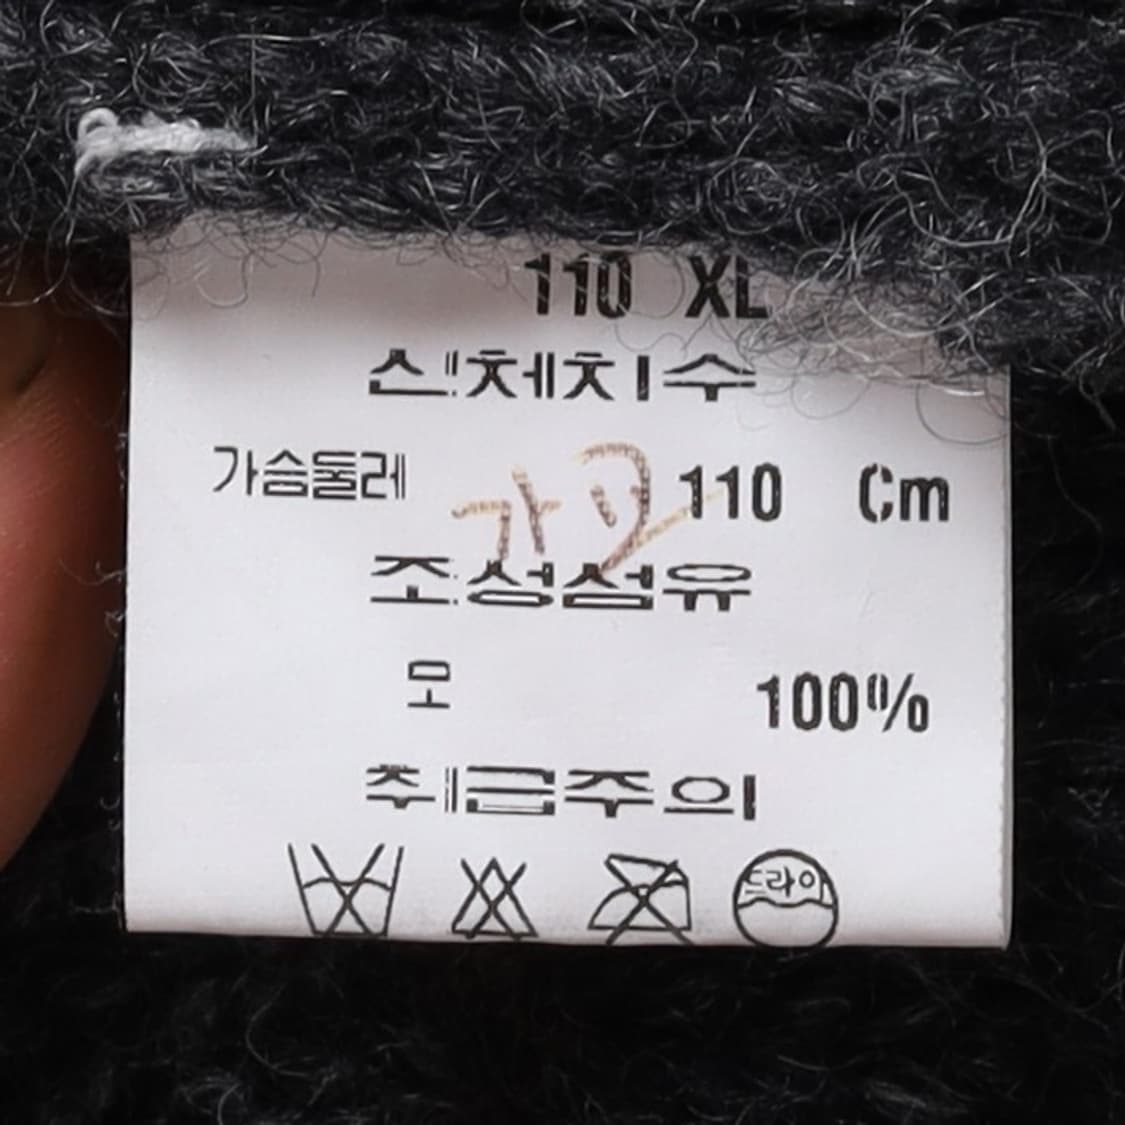 110 XL
신체치수
가슴둘레 110 Cm
조성섬유
모 100%
취급주의
드라이